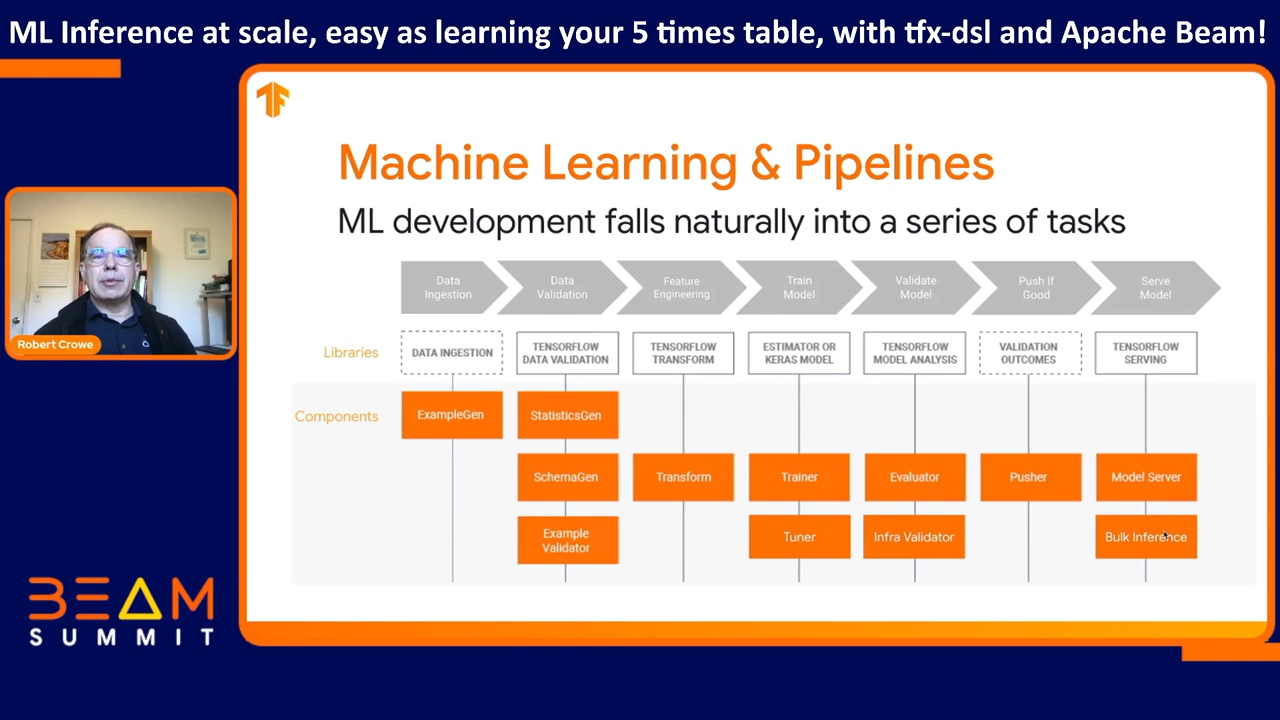 ML Inference at scale, easy as learning your 5 times table, with tfx-dsl and Apache Beam!
Machine Learning & Pipelines
ML development falls naturally into a series of tasks
Data
Ingestion
Data
Validation
Feature
Engineering
Train
Model
Validate
Model
Push If
Good
Serve
Model
Libraries
DATA INGESTION
TENSORFLOW
DATA VALIDATION
TENSORFLOW
TRANSFORM
ESTIMATOR OR
KERAS MODEL
TENSORFLOW
MODEL ANALYSIS
VALIDATION
OUTCOMES
TENSORFLOW
SERVING
Components
ExampleGen
StatisticsGen
SchemaGen
Transform
Trainer
Evaluator
Pusher
Model Server
Example
Validator
Tuner
Infra Validator
Bulk Inference
Robert Crowe
BEAM
SUMMIT